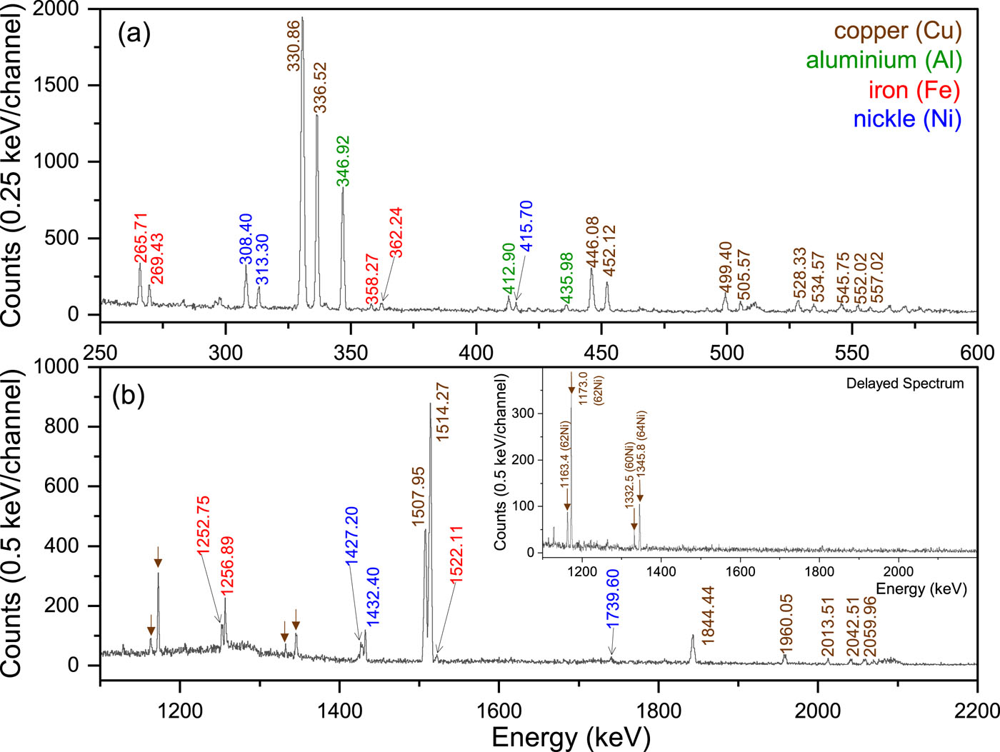 (a)
copper (Cu)
aluminium (Al)
iron (Fe)
nickle (Ni)
Counts (0.25 keV/channel)
2000
1500
1000
500
0
265.71
269.43
308.40
313.30
330.86
336.52
346.92
358.27
362.24
412.90
415.70
435.98
446.08
452.12
499.40
505.57
528.33
534.57
545.75
552.02
557.02
250 300 350 400 450 500 550 600
(b)
Counts (0.5 keV/channel)
1000
800
600
400
200
0
1252.75
1256.89
1427.20
1432.40
1507.95
1514.27
1522.11
1739.60
1844.44
1960.05
2013.51
2042.51
2059.96
Delayed Spectrum
Counts (0.5 keV/channel)
300
200
100
0
1163.4 (62Ni)
1173.0
(62Ni)
1332.5 (60Ni)
1345.8 (64Ni)
1200 1400 1600 1800 2000
Energy (keV)
1200 1400 1600 1800 2000 2200
Energy (keV)